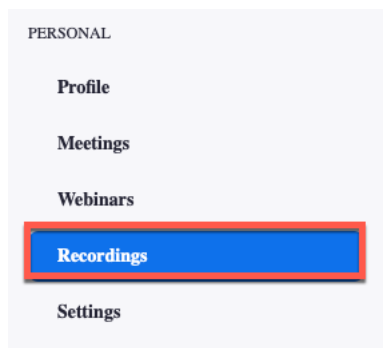 PERSONAL
Profile
Meetings
Webinars
Recordings
Settings